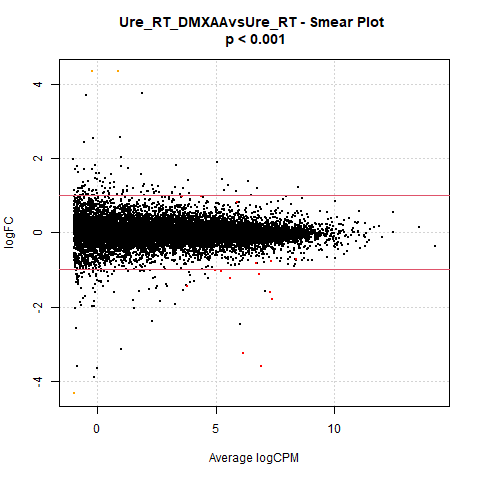 Ure_RT_DMXAAvsUre_RT - Smear Plot
p < 0.001
4
2
0
-2
-4
logFC
0 5 10
Average logCPM